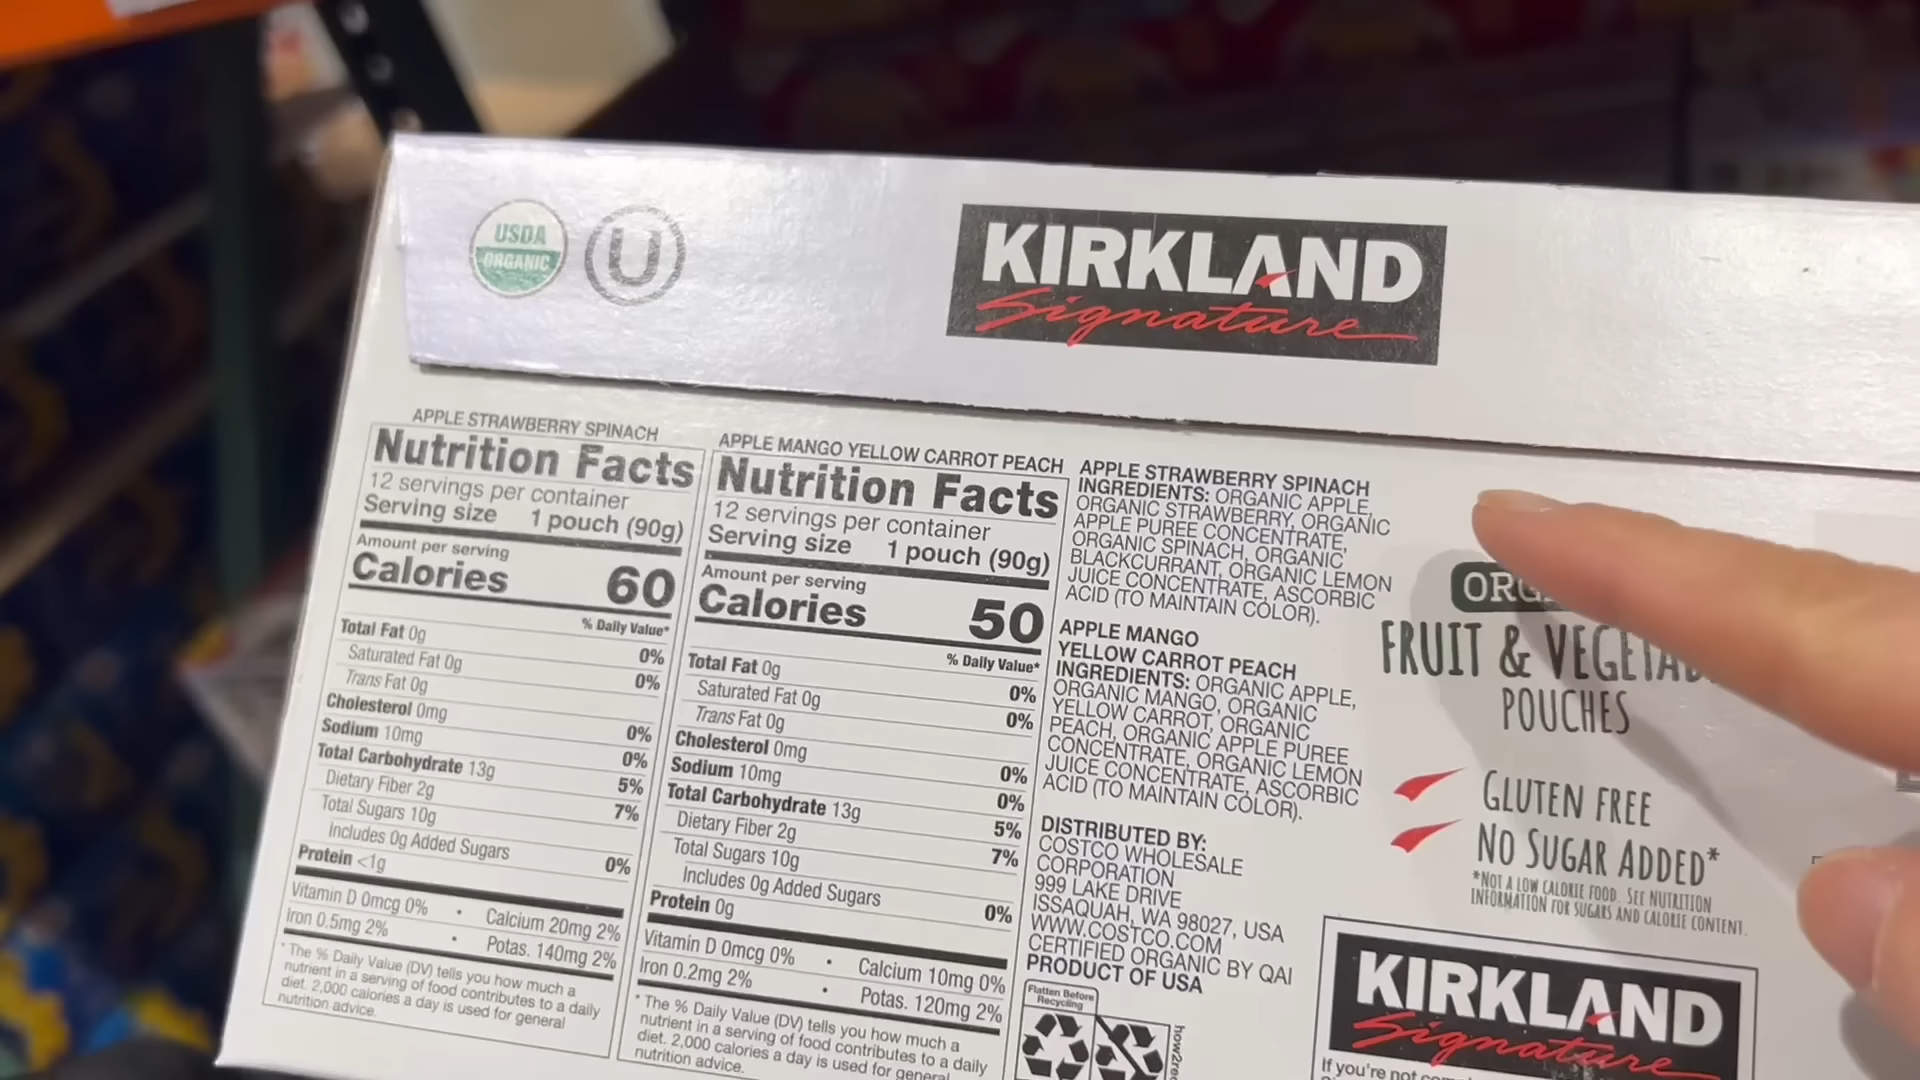 USDA
ORGANIC
U
KIRKLAND
Signature
APPLE STRAWBERRY SPINACH
Nutrition Facts
12 servings per container
Serving size 1 pouch (90g)
Amount per serving
Calories 60
% Daily Value*
Total Fat 0g 0%
Saturated Fat 0g 0%
Trans Fat 0g
Cholesterol 0mg 0%
Sodium 10mg 0%
Total Carbohydrate 13g 5%
Dietary Fiber 2g 7%
Total Sugars 10g
Includes 0g Added Sugars 0%
Protein <1g
Vitamin D 0mcg 0% • Calcium 20mg 2%
Iron 0.5mg 2% • Potas. 140mg 2%
* The % Daily Value (DV) tells you how much a
nutrient in a serving of food contributes to a daily
diet. 2,000 calories a day is used for general
nutrition advice.
APPLE MANGO YELLOW CARROT PEACH
Nutrition Facts
12 servings per container
Serving size 1 pouch (90g)
Amount per serving
Calories 50
% Daily Value*
Total Fat 0g 0%
Saturated Fat 0g 0%
Trans Fat 0g
Cholesterol 0mg 0%
Sodium 10mg 0%
Total Carbohydrate 13g 5%
Dietary Fiber 2g 7%
Total Sugars 10g
Includes 0g Added Sugars 0%
Protein 0g
Vitamin D 0mcg 0% • Calcium 10mg 0%
Iron 0.2mg 2% • Potas. 120mg 2%
* The % Daily Value (DV) tells you how much a
nutrient in a serving of food contributes to a daily
diet. 2,000 calories a day is used for general
nutrition advice.
APPLE STRAWBERRY SPINACH
INGREDIENTS: ORGANIC APPLE,
ORGANIC STRAWBERRY, ORGANIC
APPLE PUREE CONCENTRATE,
ORGANIC SPINACH, ORGANIC
BLACKCURRANT, ORGANIC LEMON
JUICE CONCENTRATE, ASCORBIC
ACID (TO MAINTAIN COLOR).
APPLE MANGO
YELLOW CARROT PEACH
INGREDIENTS: ORGANIC APPLE,
ORGANIC MANGO, ORGANIC
YELLOW CARROT, ORGANIC
PEACH, ORGANIC APPLE PUREE
CONCENTRATE, ORGANIC LEMON
JUICE CONCENTRATE, ASCORBIC
ACID (TO MAINTAIN COLOR).
DISTRIBUTED BY:
COSTCO WHOLESALE
CORPORATION
999 LAKE DRIVE
ISSAQUAH, WA 98027, USA
WWW.COSTCO.COM
CERTIFIED ORGANIC BY QAI
PRODUCT OF USA
Flatten Before
Recycling
FRUIT & 
POUCHES
GLUTEN FREE
NO SUGAR ADDED*
*NOT A LOW CALORIE FOOD. SEE NUTRITION
INFORMATION FOR SUGARS AND CALORIE CONTENT.
KIRKLAND
Signature
If you're not